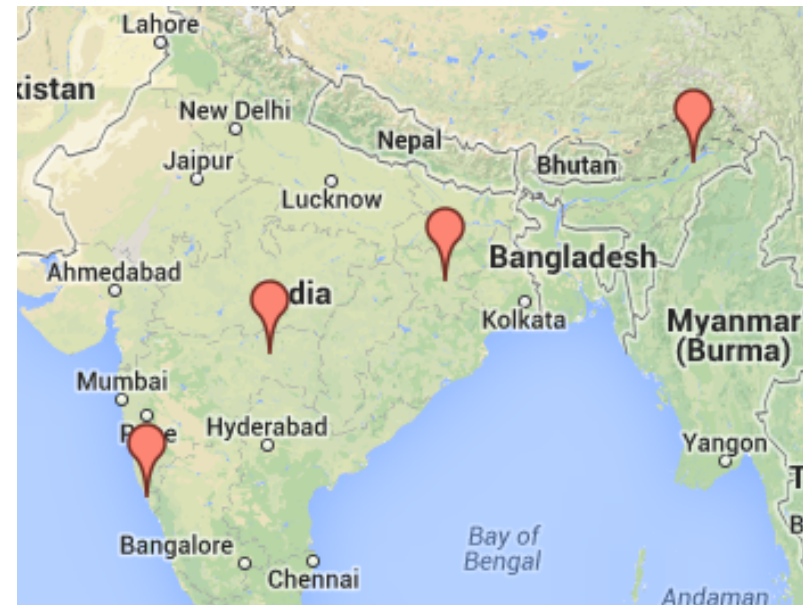 Lahore
kistan
New Delhi
Nepal
Jaipur
Bhutan
Lucknow
Bangladesh
Ahmedabad
dia
Kolkata
Myanmar
(Burma)
Mumbai
Hyderabad
Yangon
T
B
Bay of
Bengal
Bangalore
Chennai
Andaman